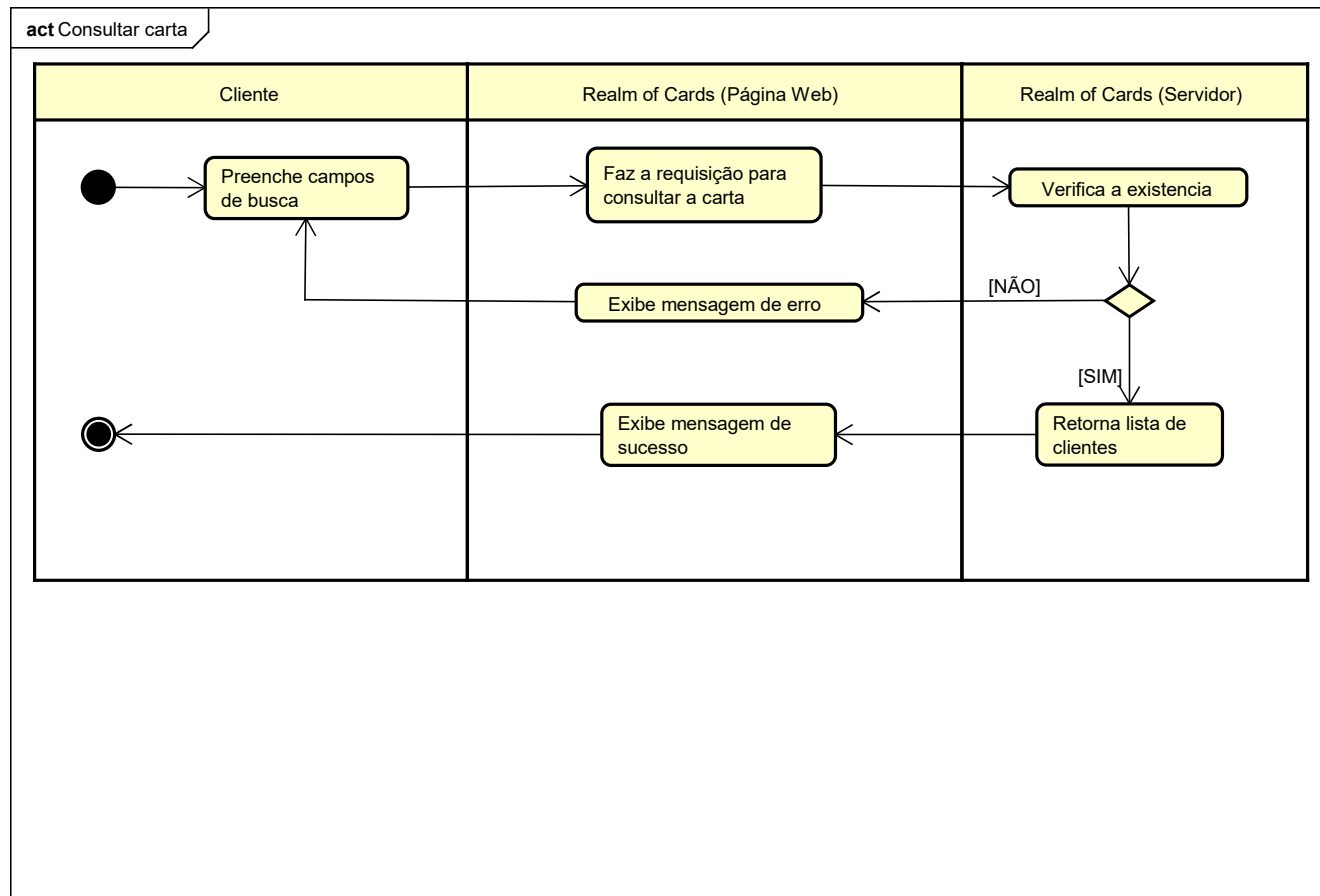 act Consultar carta
Cliente
Realm of Cards (Página Web)
Realm of Cards (Servidor)
Preenche campos
de busca
Faz a requisição para
consultar a carta
Verifica a existencia
[NÃO]
Exibe mensagem de erro
[SIM]
Exibe mensagem de
sucesso
Retorna lista de
clientes